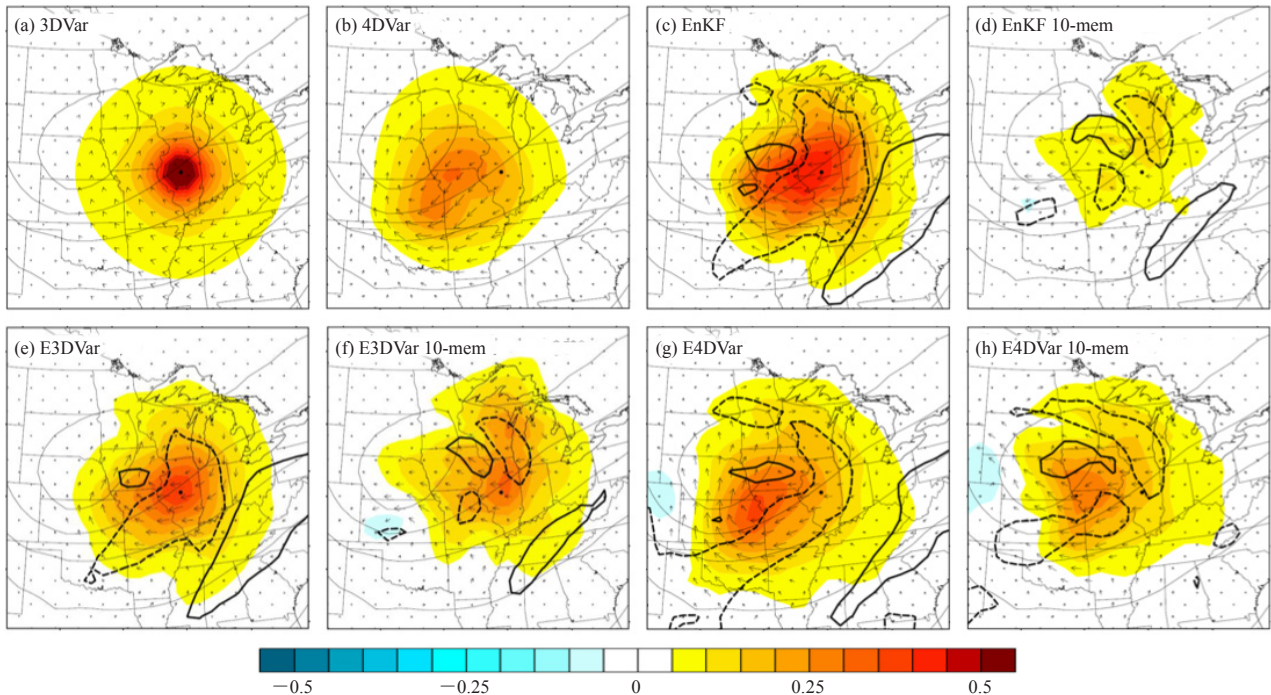 (a) 3DVar
(b) 4DVar
(c) EnKF
(d) EnKF 10-mem
(e) E3DVar
(f) E3DVar 10-mem
(g) E4DVar
(h) E4DVar 10-mem
−0.5 −0.25 0 0.25 0.5